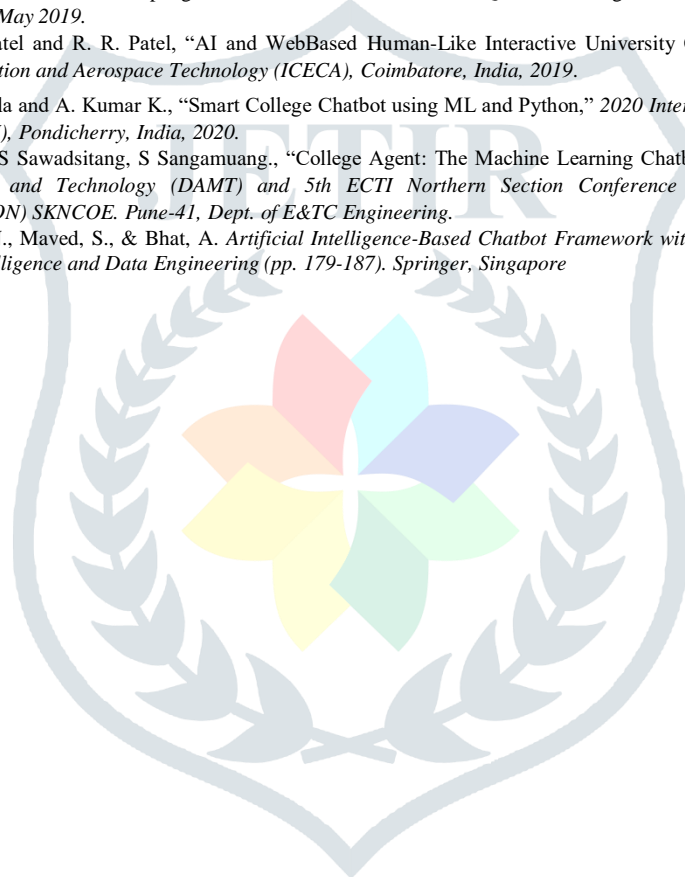 May 2019.
atel and R. R. Patel, “AI and WebBased Human-Like Interactive University
tion and Aerospace Technology (ICECA), Coimbatore, India, 2019.
la and A. Kumar K., “Smart College Chatbot using ML and Python,” 2020 Inter
), Pondicherry, India, 2020.
S Sawadsitang, S Sangamuang., “College Agent: The Machine Learning Chatb
and Technology (DAMT) and 5th ECTI Northern Section Conference
ON) SKNCOE. Pune-41, Dept. of E&TC Engineering.
., Maved, S., & Bhat, A. Artificial Intelligence-Based Chatbot Framework wit
lligence and Data Engineering (pp. 179-187). Springer, Singapore
JETIR